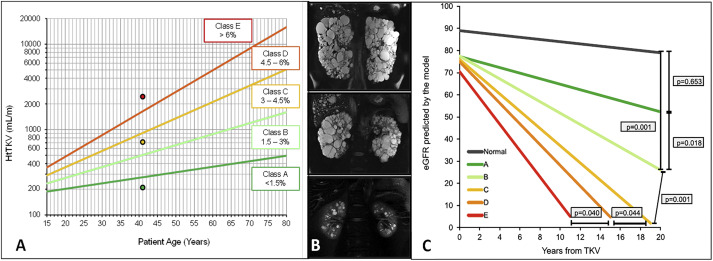 20000
10000
6000
4000
2000
1000
600
400
200
100
HtTKV (mL/m)
15
20
25
30
35
40
45
50
55
60
65
70
75
80
Patient Age (Years)
Class E
> 6%
Class D
4.5 – 6%
Class C
3 – 4.5%
Class B
1.5 – 3%
Class A
<1.5%
A
B
100
90
80
70
60
50
40
30
20
10
0
eGFR predicted by the model
Normal
A
B
C
D
E
p=0.653
p=0.001
p=0.018
p=0.001
p=0.040
p=0.044
0
2
4
6
8
10
12
14
16
18
20
Years from TKV
C